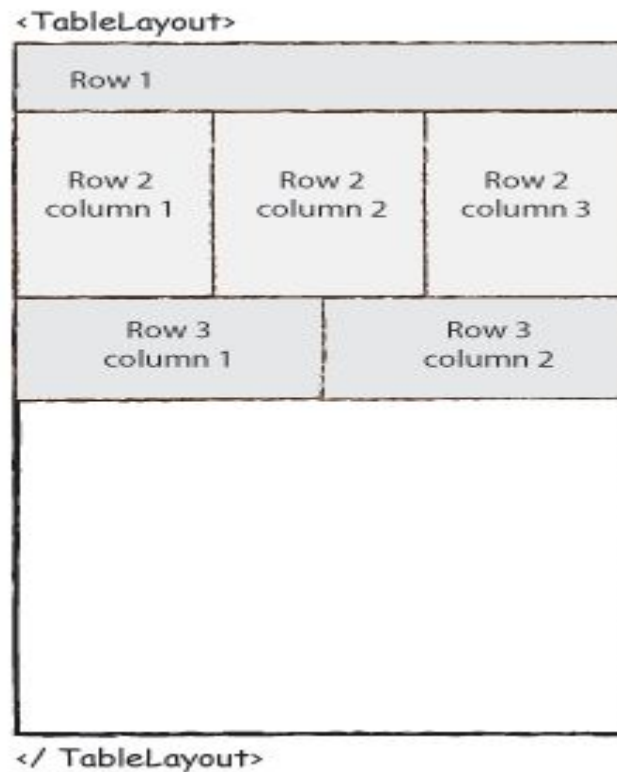 <TableLayout>
Row 1
Row 2
column 1
Row 2
column 2
Row 2
column 3
Row 3
column 1
Row 3
column 2
</ TableLayout>